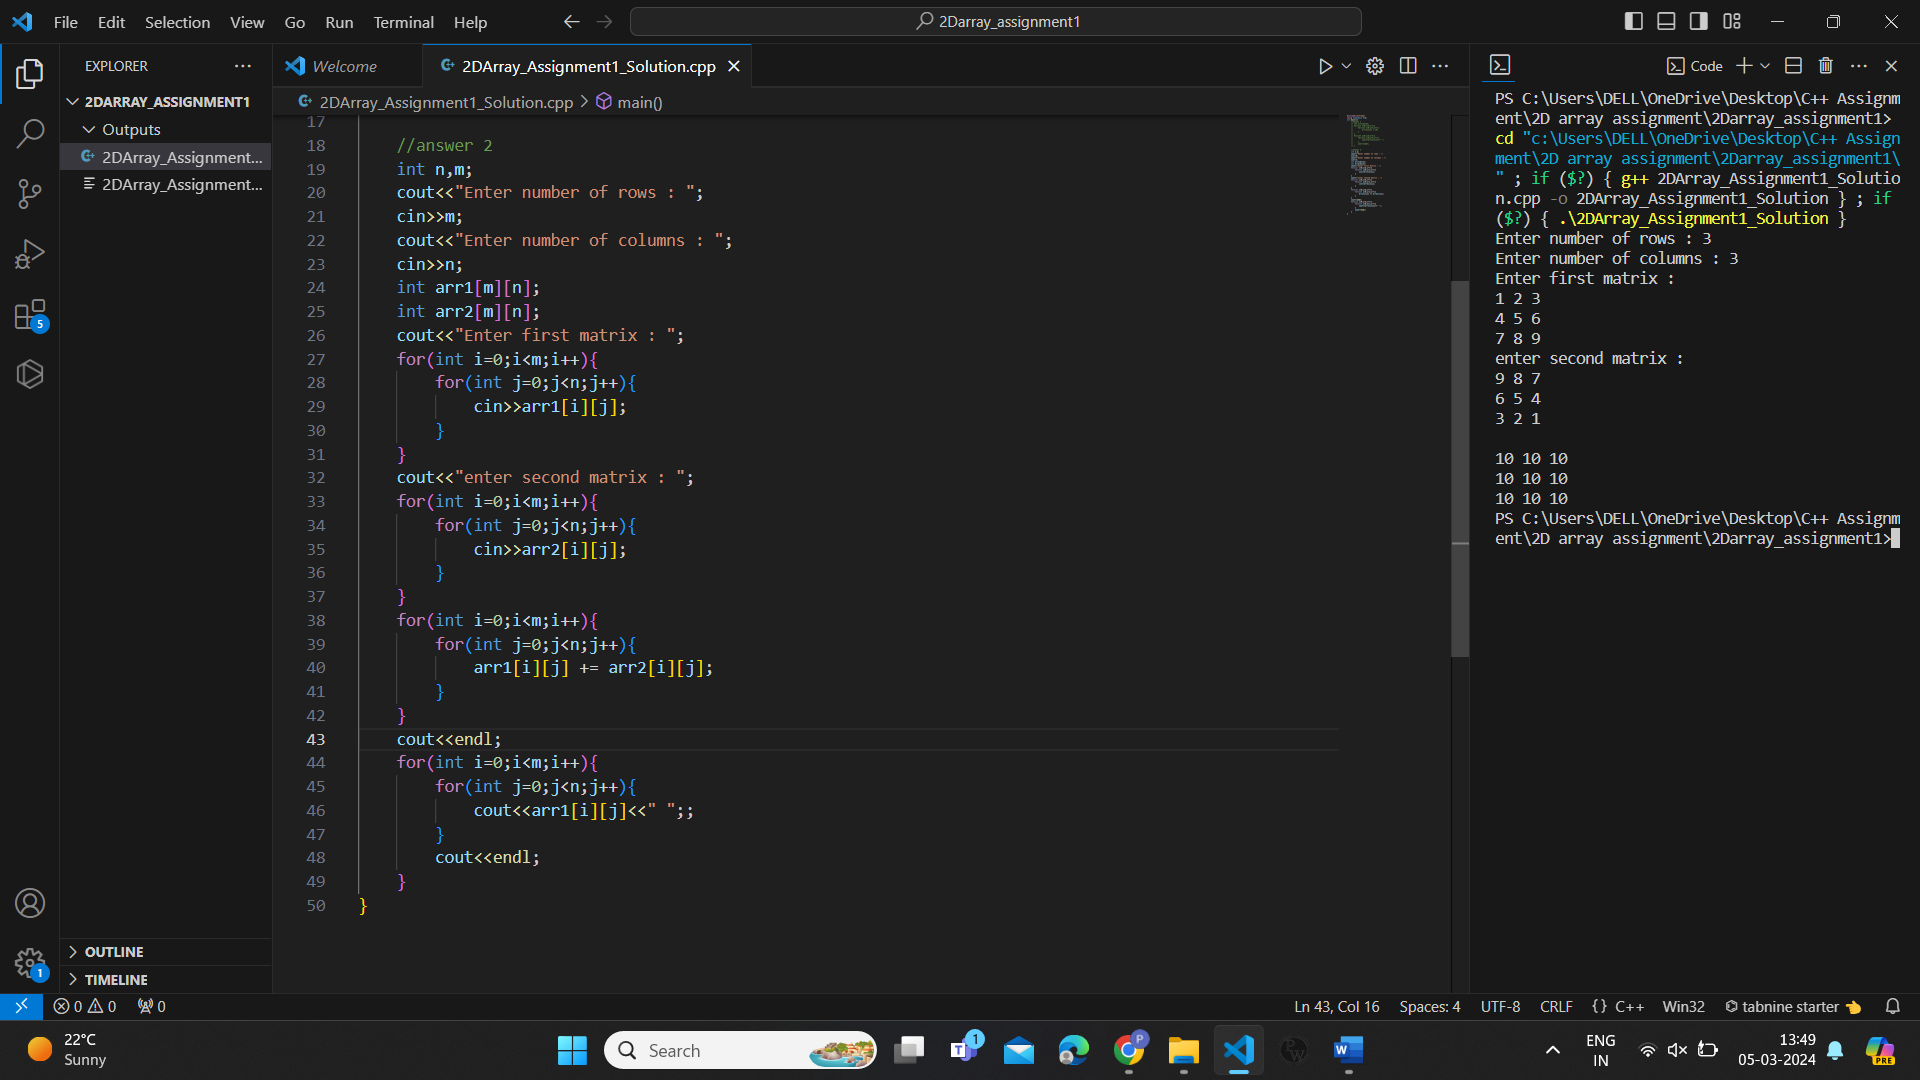 File Edit Selection View Go Run Terminal Help
2Darray_assignment1
EXPLORER
2DARRAY_ASSIGNMENT1
Outputs
2DArray_Assignment...
2DArray_Assignment...
OUTLINE
TIMELINE
5
1
Welcome
2DArray_Assignment1_Solution.cpp
2DArray_Assignment1_Solution.cpp > main()
17
18 //answer 2
19 int n,m;
20 cout<<"Enter number of rows : ";
21 cin>>m;
22 cout<<"Enter number of columns : ";
23 cin>>n;
24 int arr1[m][n];
25 int arr2[m][n];
26 cout<<"Enter first matrix : ";
27 for(int i=0;i<m;i++){
28 for(int j=0;j<n;j++){
29 cin>>arr1[i][j];
30 }
31 }
32 cout<<"enter second matrix : ";
33 for(int i=0;i<m;i++){
34 for(int j=0;j<n;j++){
35 cin>>arr2[i][j];
36 }
37 }
38 for(int i=0;i<m;i++){
39 for(int j=0;j<n;j++){
40 arr1[i][j] += arr2[i][j];
41 }
42 }
43 cout<<endl;
44 for(int i=0;i<m;i++){
45 for(int j=0;j<n;j++){
46 cout<<arr1[i][j]<<" ";;
47 }
48 cout<<endl;
49 }
50 }
Code
PS C:\Users\DELL\OneDrive\Desktop\C++ Assignm
ent\2D array assignment\2Darray_assignment1>
cd "c:\Users\DELL\OneDrive\Desktop\C++ Assign
ment\2D array assignment\2Darray_assignment1\
" ; if ($?) { g++ 2DArray_Assignment1_Solutio
n.cpp -o 2DArray_Assignment1_Solution } ; if
($?) { .\2DArray_Assignment1_Solution }
Enter number of rows : 3
Enter number of columns : 3
Enter first matrix :
1 2 3
4 5 6
7 8 9
enter second matrix :
9 8 7
6 5 4
3 2 1
10 10 10
10 10 10
10 10 10
PS C:\Users\DELL\OneDrive\Desktop\C++ Assignm
ent\2D array assignment\2Darray_assignment1>
0 0 0
Ln 43, Col 16 Spaces: 4 UTF-8 CRLF {} C++ Win32 tabnine starter
22°C
Sunny
Search
1
P
W
ENG
IN
13:49
05-03-2024
PRE